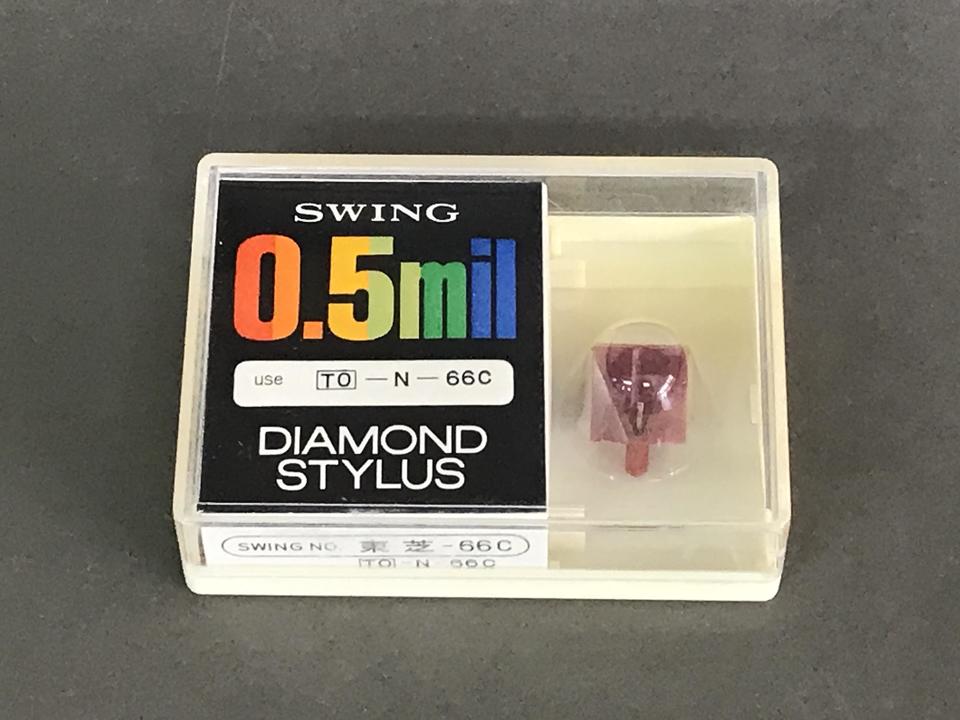 SWING
0.5mil
use TO — N — 66C
DIAMOND
STYLUS
SWING NO. 東芝 - 66C
TO - N 66C